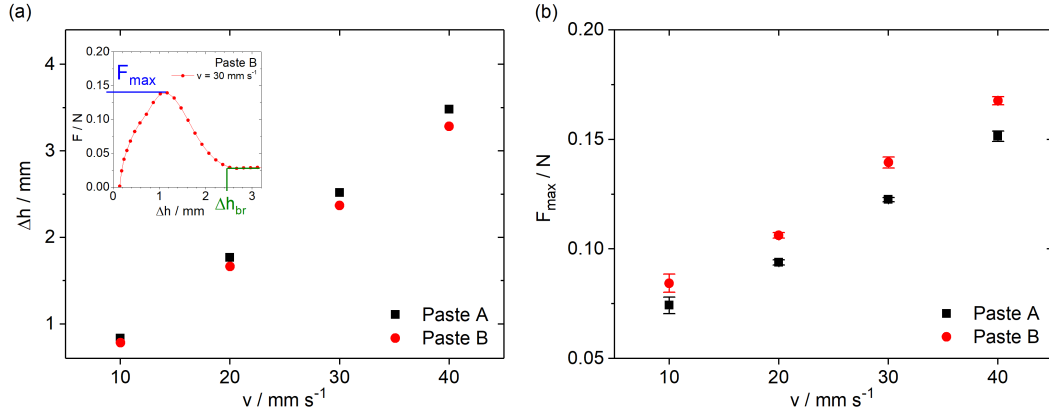 (a)
Δh / mm
4
3
2
1
10
20
30
40
v / mm s⁻¹
Paste A
Paste B
F / N
0.20
0.15
0.10
0.05
0.00
0
1
2
3
Δh / mm
Paste B
v = 30 mm s⁻¹
F_max
Δh_br
(b)
F_max / N
0.15
0.10
0.05
10
20
30
40
v / mm s⁻¹
Paste A
Paste B